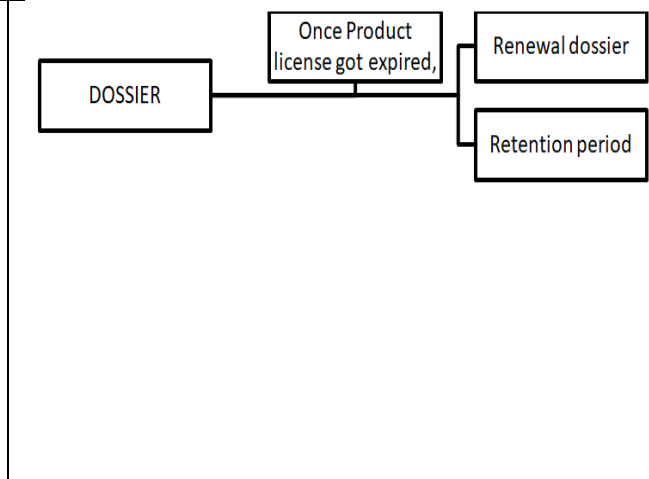 Once Product
license got expired,
DOSSIER
Renewal dossier
Retention period